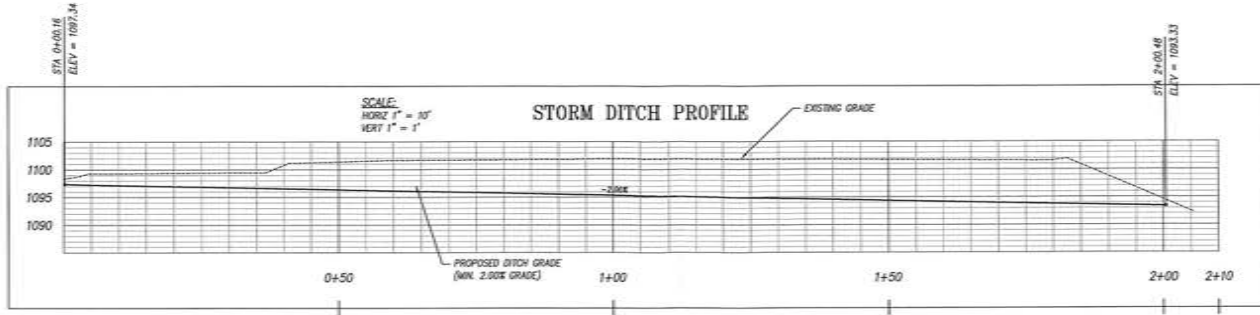 STA 0+00.16
ELEV = 1097.34
STA 2+00.48
ELEV = 1093.33
SCALE:
HORIZ 1" = 10'
VERT 1" = 1'
STORM DITCH PROFILE
EXISTING GRADE
1105
1100
1095
1090
-2.00%
PROPOSED DITCH GRADE
(MIN. 2.00% GRADE)
0+50
1+00
1+50
2+00
2+10